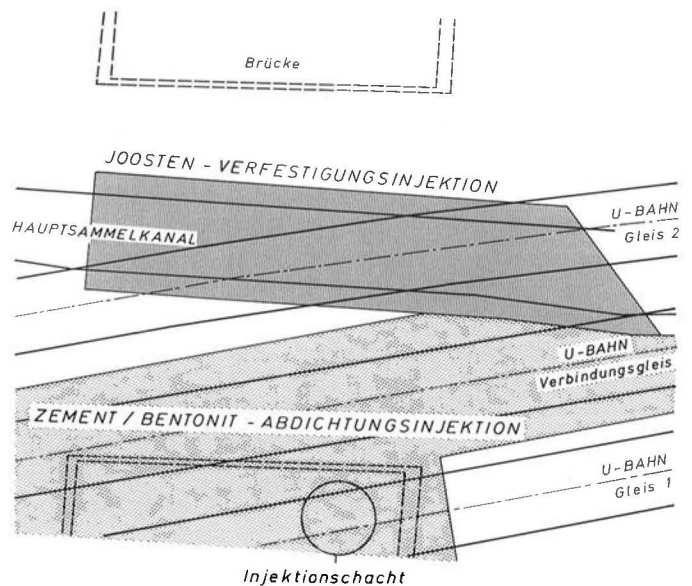 Brücke
JOOSTEN - VERFESTIGUNGSINJEKTION
U-BAHN
Gleis 2
HAUPTSAMMELKANAL
U-BAHN
Verbindungsgleis
ZEMENT / BENTONIT - ABDICHTUNGSINJEKTION
U-BAHN
Gleis 1
Injektionschacht